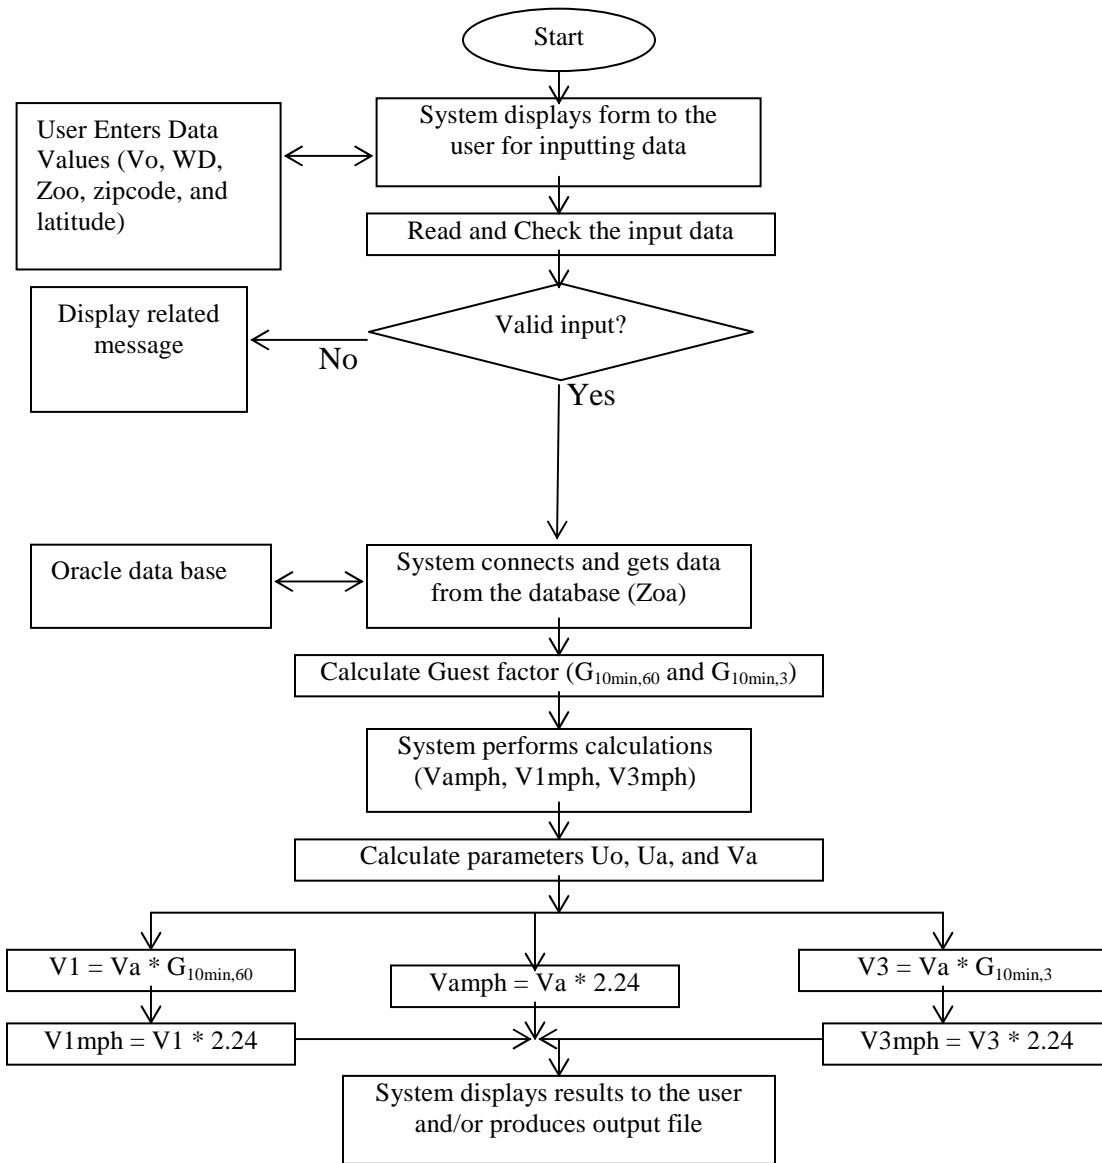 Start
System displays form to the
user for inputting data
User Enters Data
Values (Vo, WD,
Zoo, zipcode, and
latitude)
Read and Check the input data
Valid input?
Display related
message
No
Yes
Oracle data base
System connects and gets data
from the database (Zoa)
Calculate Guest factor (G10min,60 and G10min,3)
System performs calculations
(Vamph, V1mph, V3mph)
Calculate parameters Uo, Ua, and Va
V1 = Va * G10min,60
Vamph = Va * 2.24
V3 = Va * G10min,3
V1mph = V1 * 2.24
V3mph = V3 * 2.24
System displays results to the user
and/or produces output file